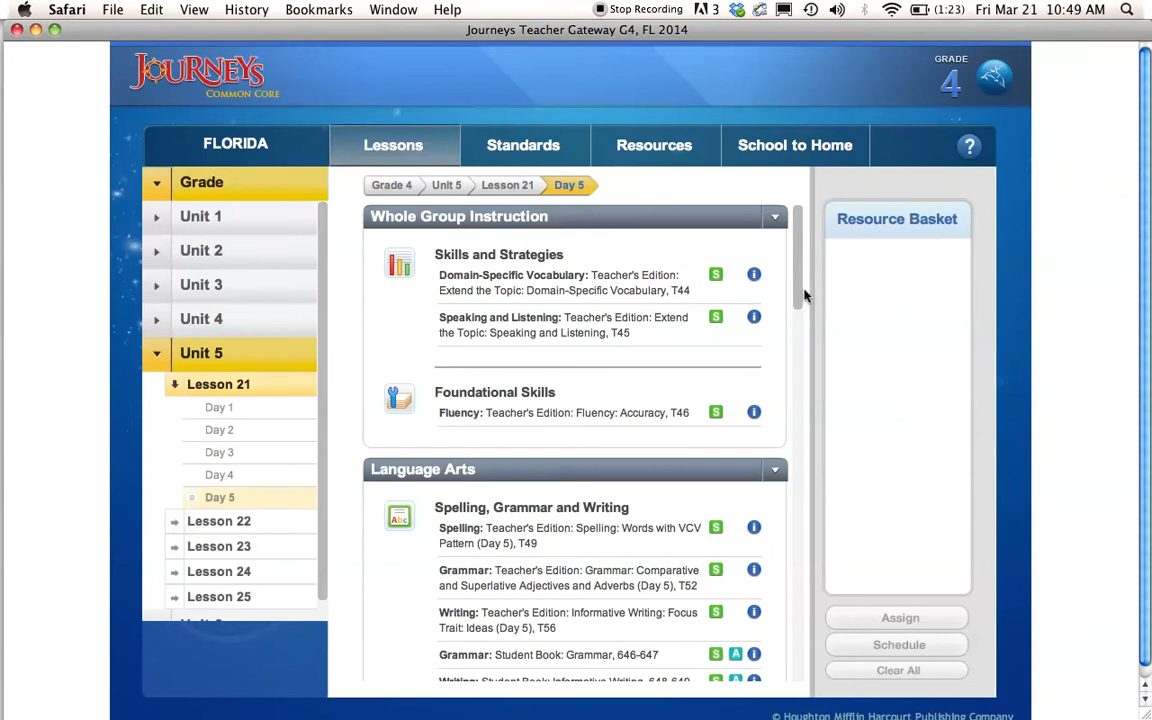 Safari File Edit View History Bookmarks Window Help Stop Recording 3 (1:23) Fri Mar 21 10:49 AM
Journeys Teacher Gateway G4, FL 2014
JOURNEYS
COMMON CORE
GRADE
4
FLORIDA Lessons Standards Resources School to Home ?
Grade
Unit 1
Unit 2
Unit 3
Unit 4
Unit 5
Lesson 21
Day 1
Day 2
Day 3
Day 4
Day 5
Lesson 22
Lesson 23
Lesson 24
Lesson 25
Grade 4 Unit 5 Lesson 21 Day 5
Whole Group Instruction
Skills and Strategies
Domain-Specific Vocabulary: Teacher's Edition: S i
Extend the Topic: Domain-Specific Vocabulary, T44
Speaking and Listening: Teacher's Edition: Extend S i
the Topic: Speaking and Listening, T45
Foundational Skills
Fluency: Teacher's Edition: Fluency: Accuracy, T46 S i
Language Arts
Abc
Spelling, Grammar and Writing
Spelling: Teacher's Edition: Spelling: Words with VCV S i
Pattern (Day 5), T49
Grammar: Teacher's Edition: Grammar: Comparative S i
and Superlative Adjectives and Adverbs (Day 5), T52
Writing: Teacher's Edition: Informative Writing: Focus S i
Trait: Ideas (Day 5), T56
Grammar: Student Book: Grammar, 646-647 S A i
Writing: Student Book: Informative Writing, 648-649 S A i
Resource Basket
Assign
Schedule
Clear All
© Houghton Mifflin Harcourt Publishing Company